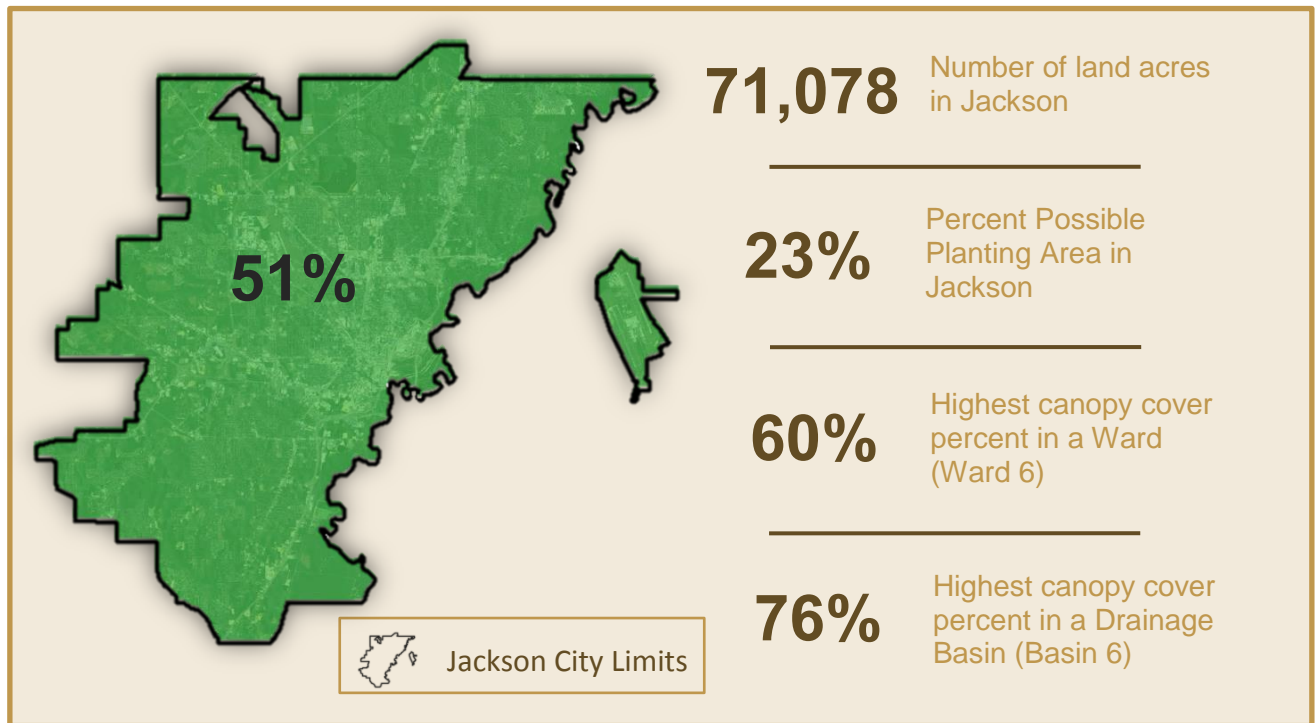 51%
71,078
Number of land acres
in Jackson
23%
Percent Possible
Planting Area in
Jackson
60%
Highest canopy cover
percent in a Ward
(Ward 6)
76%
Highest canopy cover
percent in a Drainage
Basin (Basin 6)
Jackson City Limits